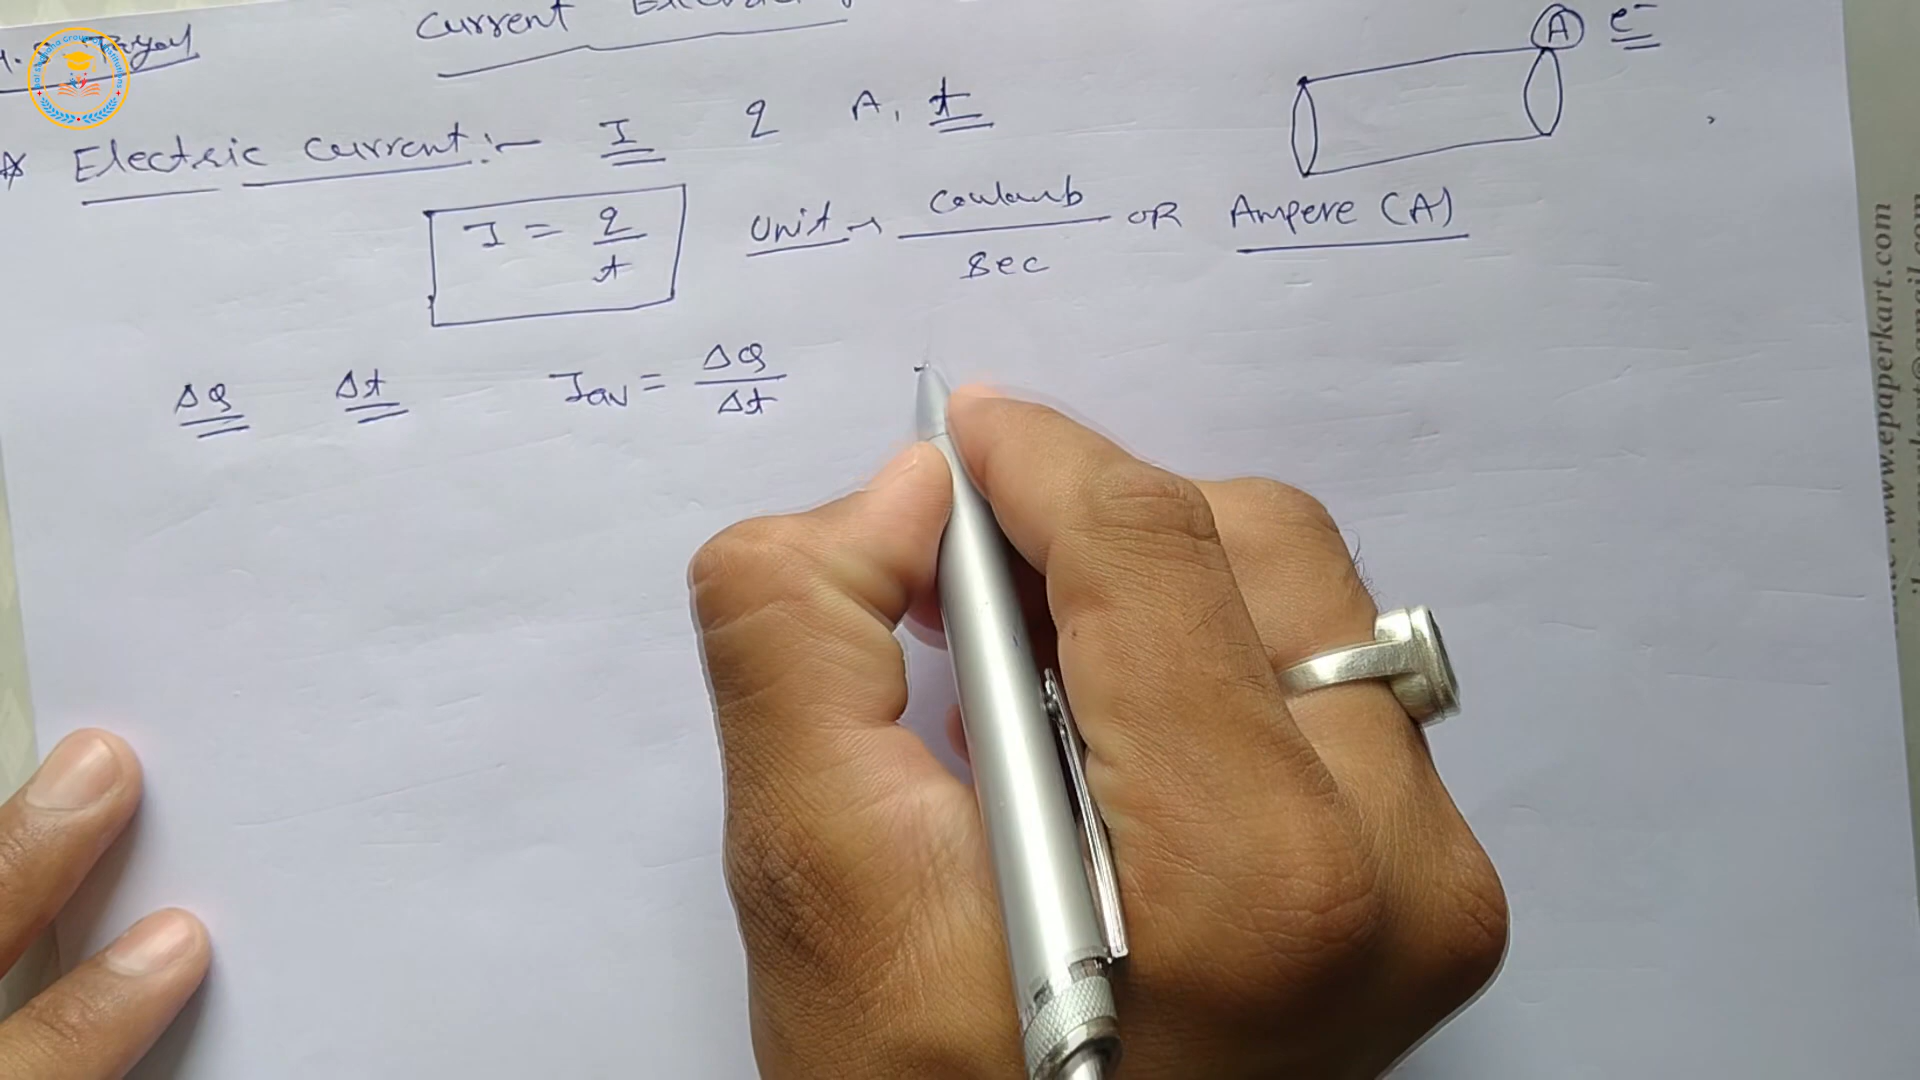 Current
A e⁻
☆ Electric Current:- I q A, t
I = q/t Unit → Coulomb/Sec OR Ampere (A)
ΔQ Δt Iav = ΔQ/Δt
www.epaperkart.com